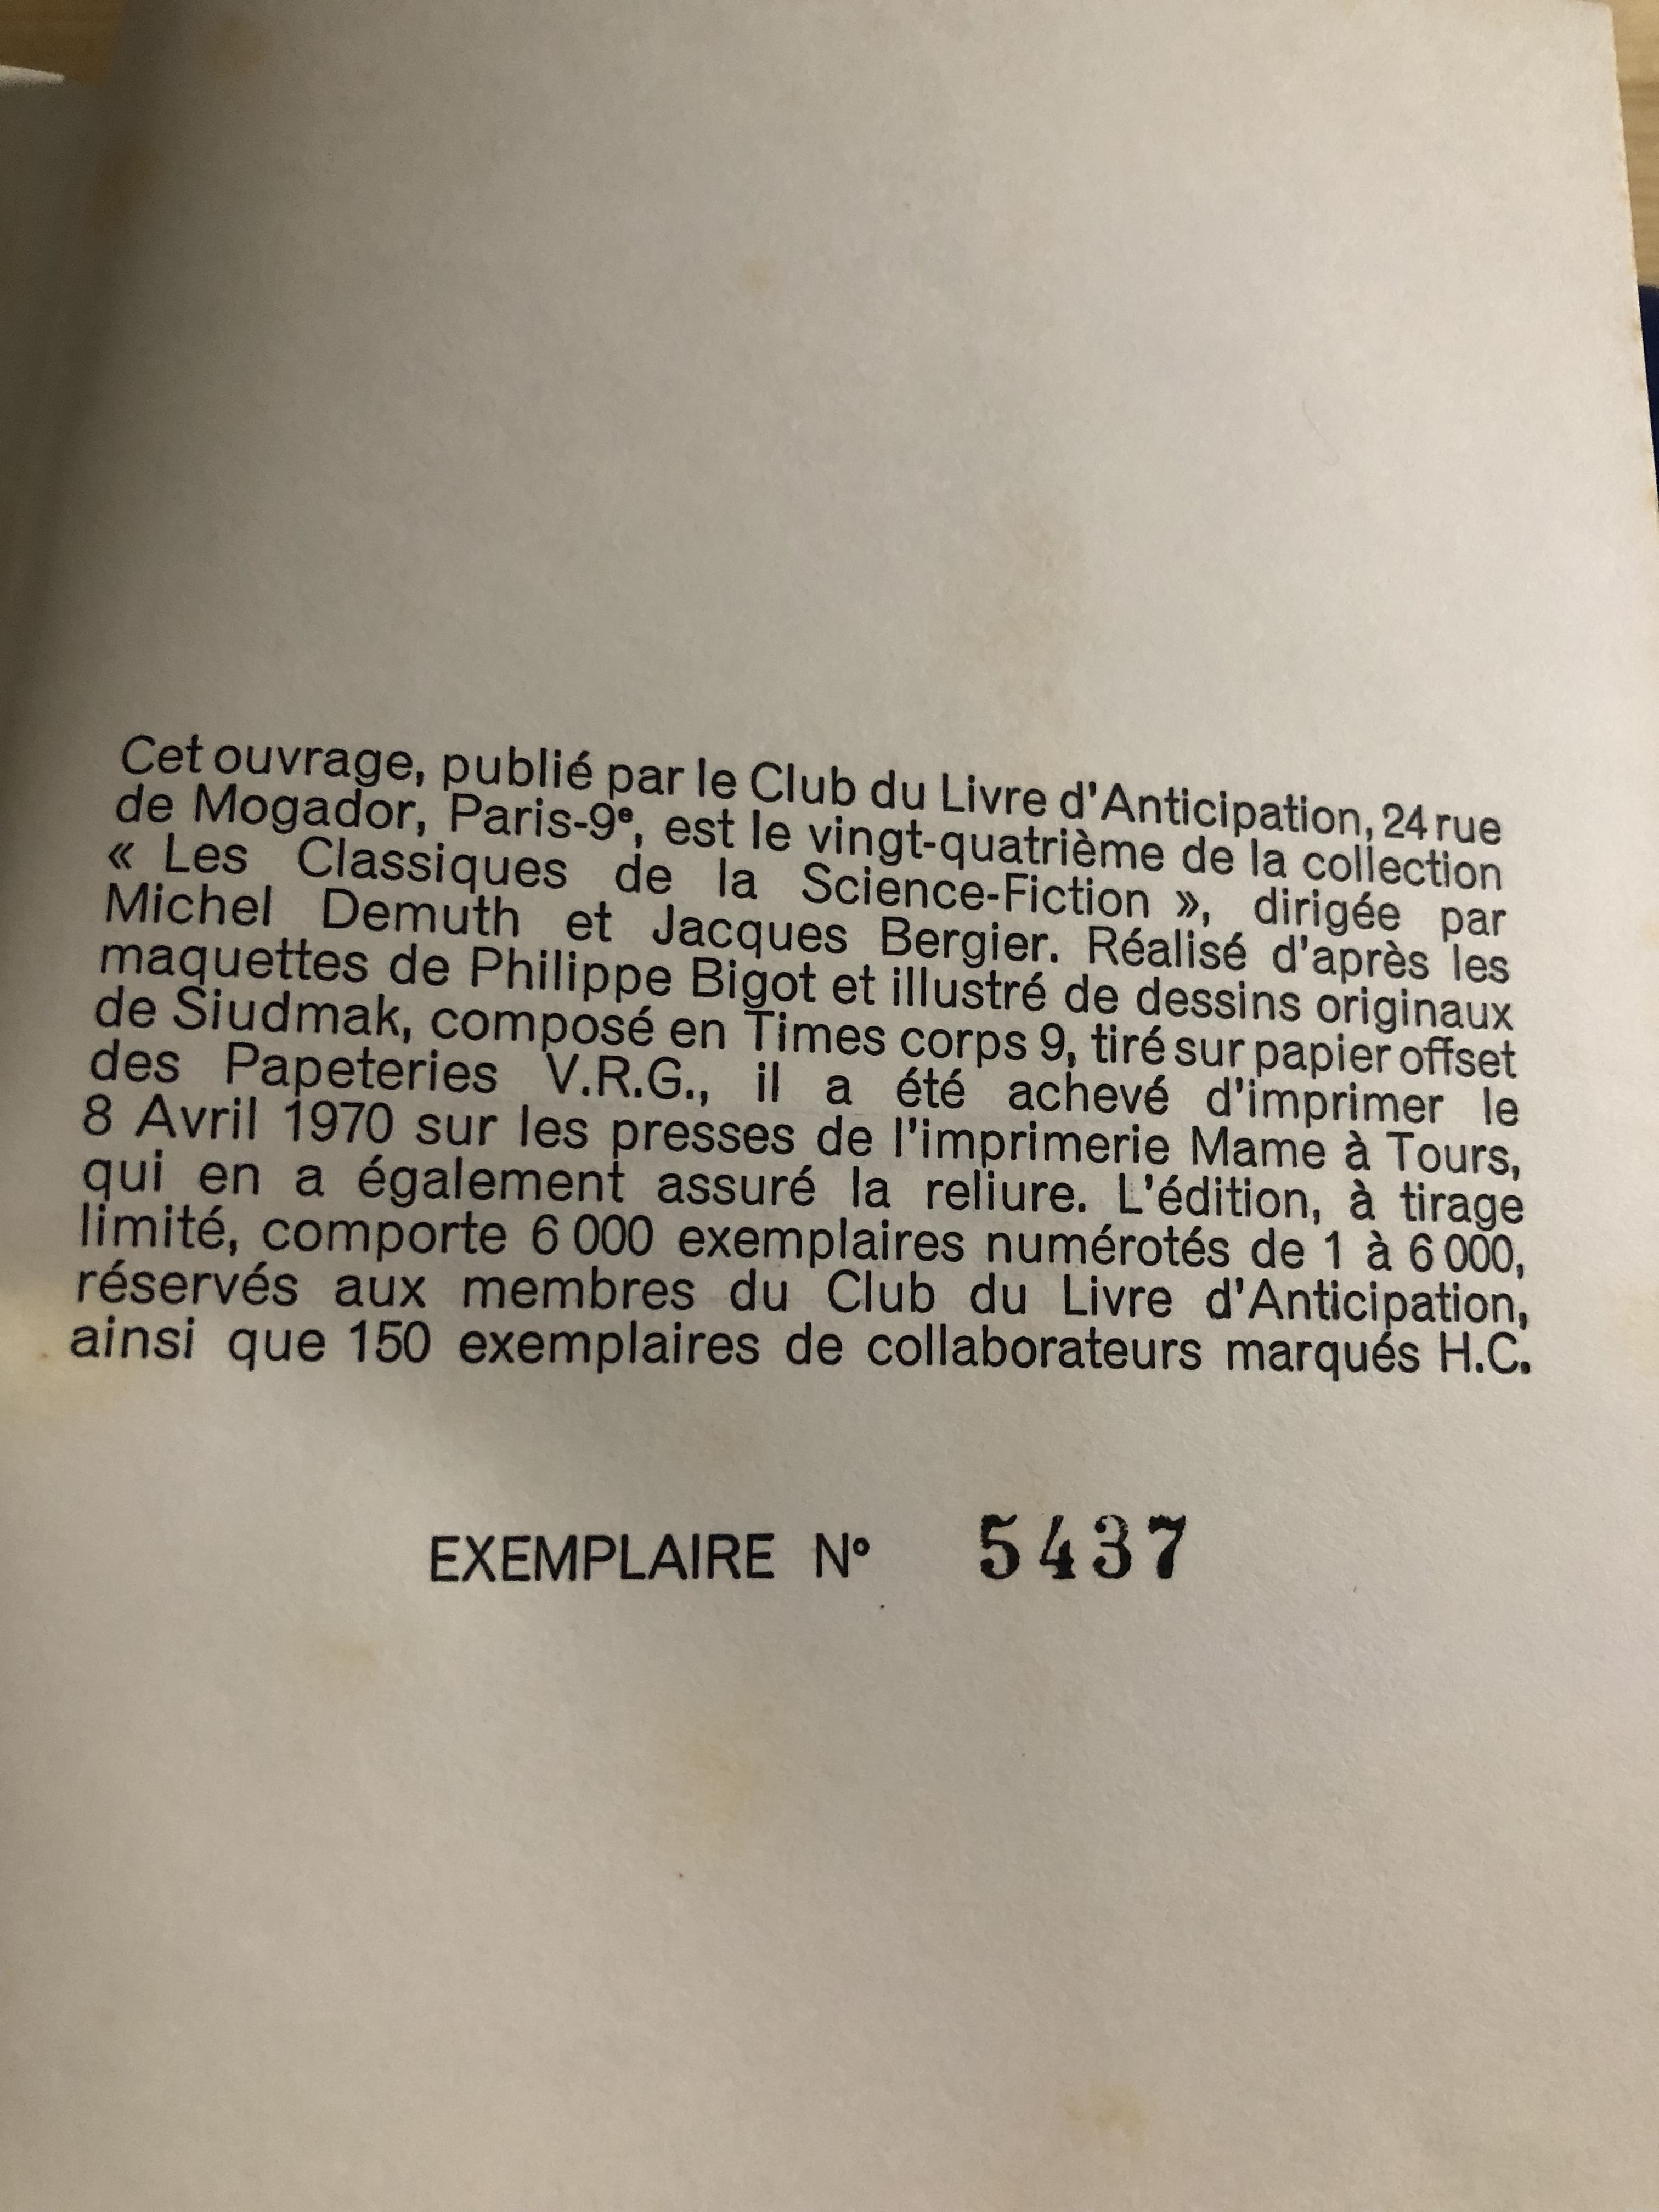 Cet ouvrage, publié par le Club du Livre d'Anticipation, 24 rue
de Mogador, Paris-9ᵉ, est le vingt-quatrième de la collection
« Les Classiques de la Science-Fiction », dirigée par
Michel Demuth et Jacques Bergier. Réalisé d'après les
maquettes de Philippe Bigot et illustré de dessins originaux
de Siudmak, composé en Times corps 9, tiré sur papier offset
des Papeteries V.R.G., il a été achevé d'imprimer le
8 Avril 1970 sur les presses de l'imprimerie Mame à Tours,
qui en a également assuré la reliure. L'édition, à tirage
limité, comporte 6 000 exemplaires numérotés de 1 à 6 000,
réservés aux membres du Club du Livre d'Anticipation,
ainsi que 150 exemplaires de collaborateurs marqués H.C.
EXEMPLAIRE Nº 5437